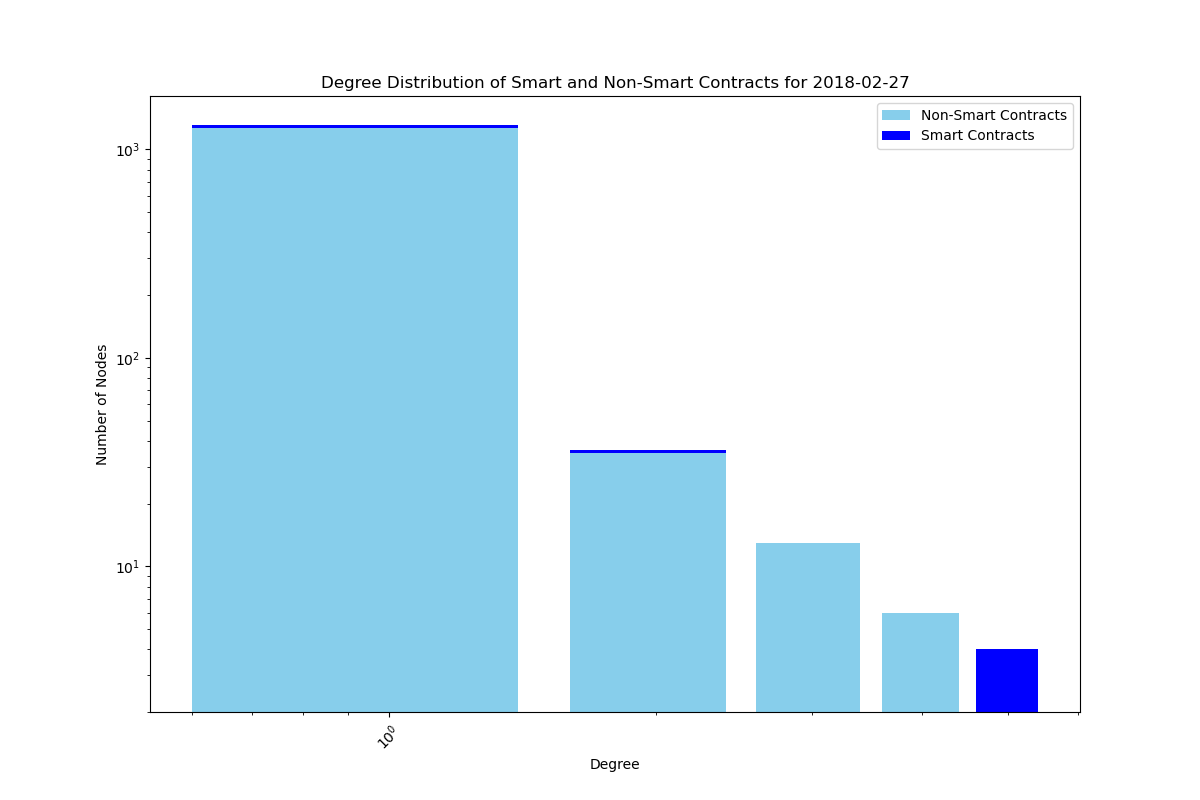 Degree Distribution of Smart and Non-Smart Contracts for 2018-02-27
Non-Smart Contracts
Smart Contracts
10³
10²
10¹
Number of Nodes
10⁰
Degree